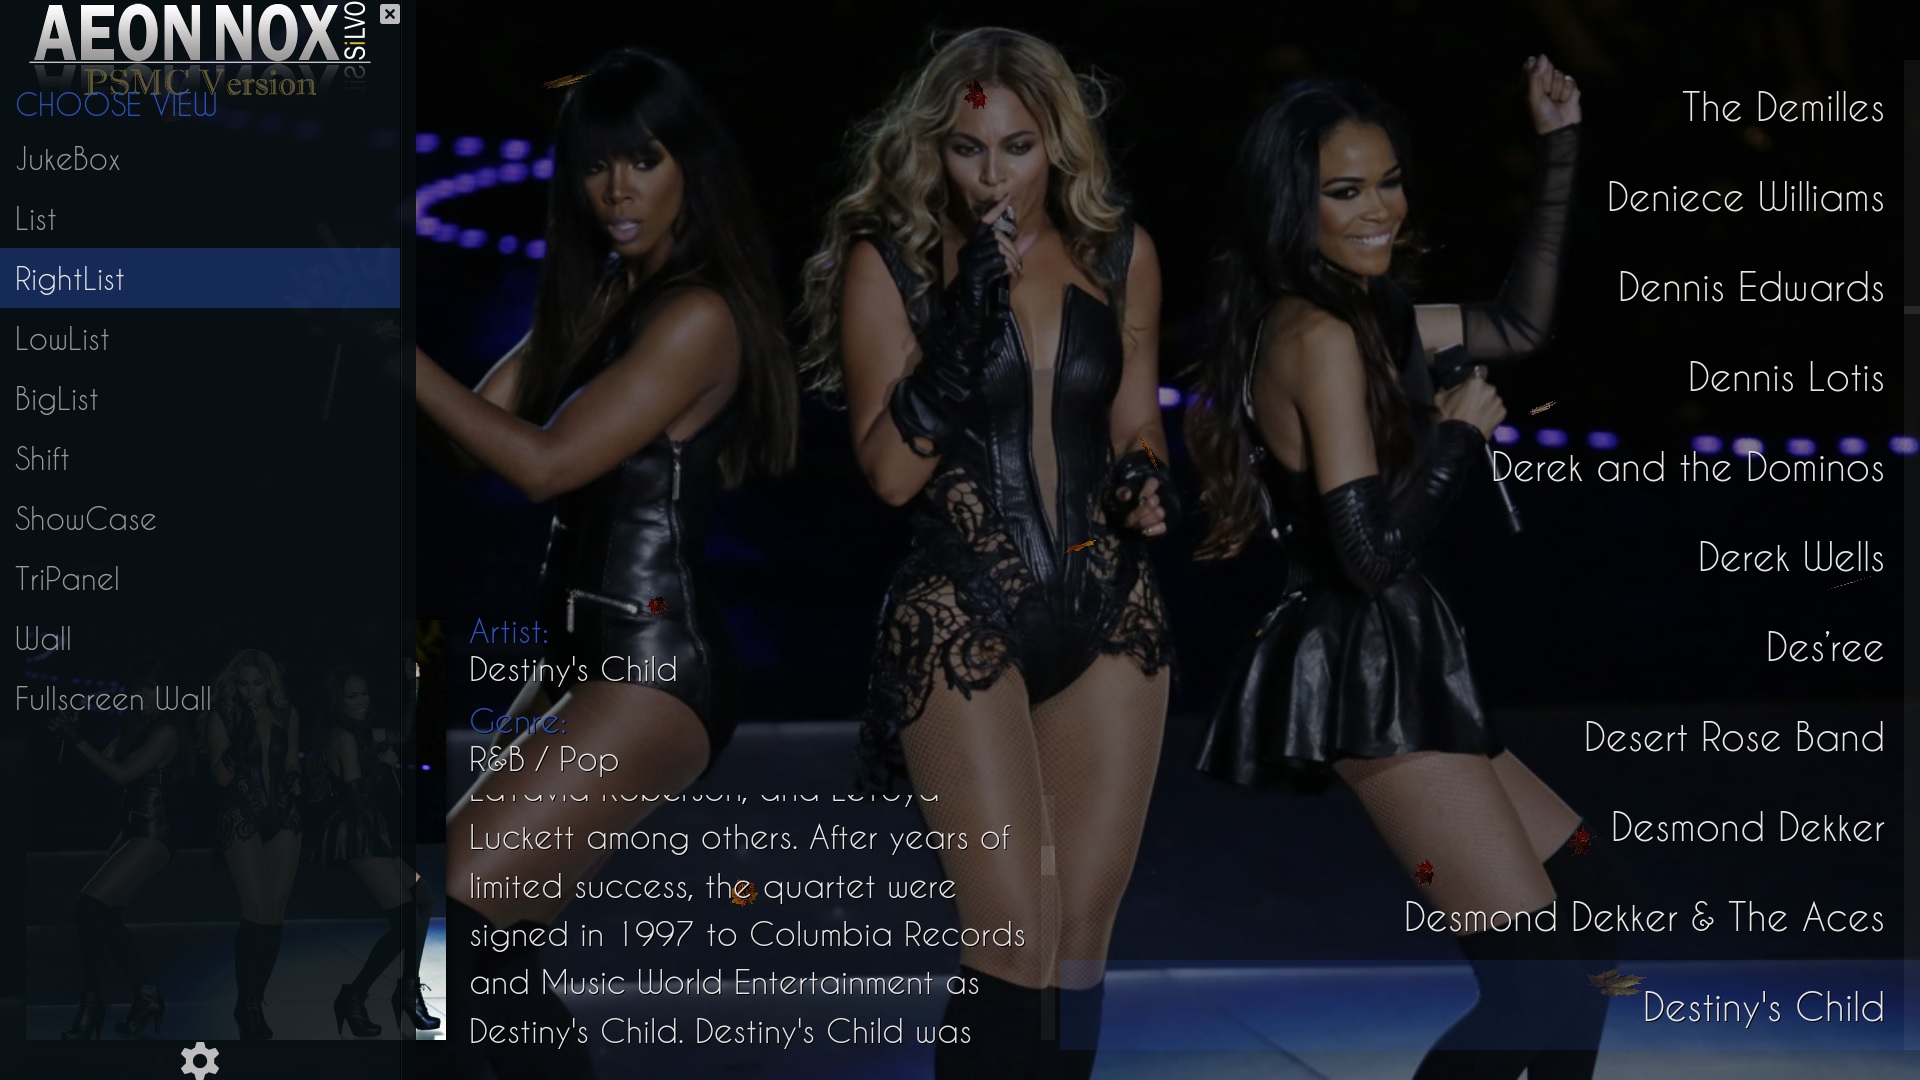 AEON NOX
SiLVO
PSMC Version
CHOOSE VIEW
JukeBox
List
RightList
LowList
BigList
Shift
ShowCase
TriPanel
Wall
Fullscreen Wall
Artist:
Destiny's Child
Genre:
R&B / Pop
LaTavia Roberson, and LeToya
Luckett among others. After years of
limited success, the quartet were
signed in 1997 to Columbia Records
and Music World Entertainment as
Destiny's Child. Destiny's Child was
The Demilles
Deniece Williams
Dennis Edwards
Dennis Lotis
Derek and the Dominos
Derek Wells
Des’ree
Desert Rose Band
Desmond Dekker
Desmond Dekker & The Aces
Destiny's Child